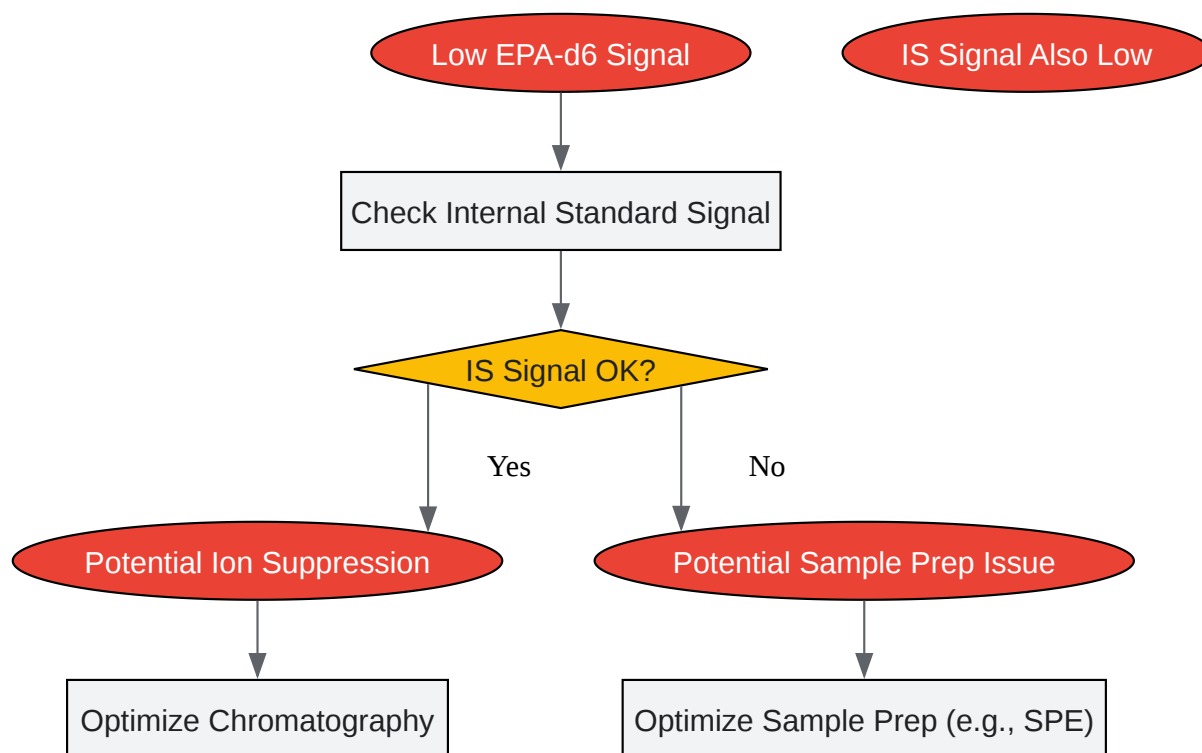 Low EPA-d6 Signal
IS Signal Also Low
Check Internal Standard Signal
IS Signal OK?
Yes
No
Potential Ion Suppression
Potential Sample Prep Issue
Optimize Chromatography
Optimize Sample Prep (e.g., SPE)